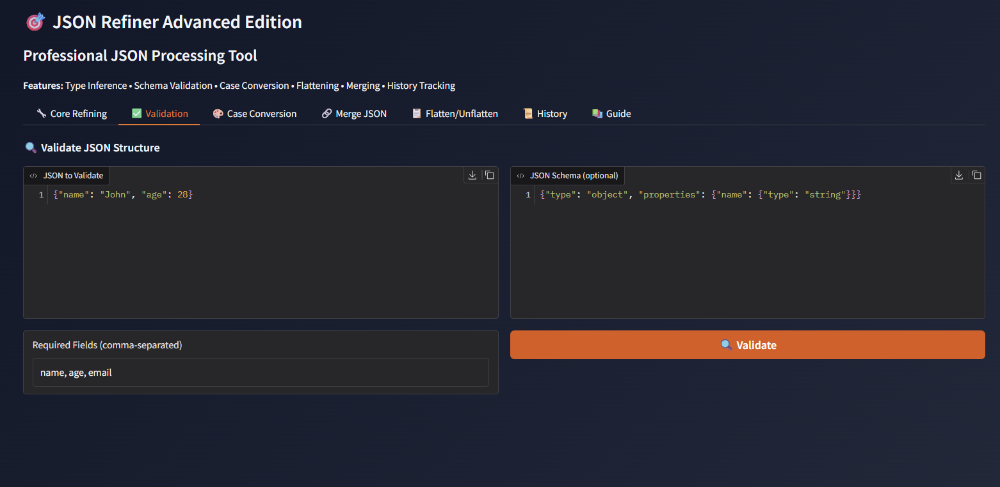 🎯 JSON Refiner Advanced Edition
Professional JSON Processing Tool
Features: Type Inference • Schema Validation • Case Conversion • Flattening • Merging • History Tracking
🔧 Core Refining ✅ Validation 🎨 Case Conversion 🔗 Merge JSON 📋 Flatten/Unflatten 📜 History 📚 Guide
🔍 Validate JSON Structure
</> JSON to Validate
1 {"name": "John", "age": 28}
</> JSON Schema (optional)
1 {"type": "object", "properties": {"name": {"type": "string"}}}
Required Fields (comma-separated)
name, age, email
🔍 Validate